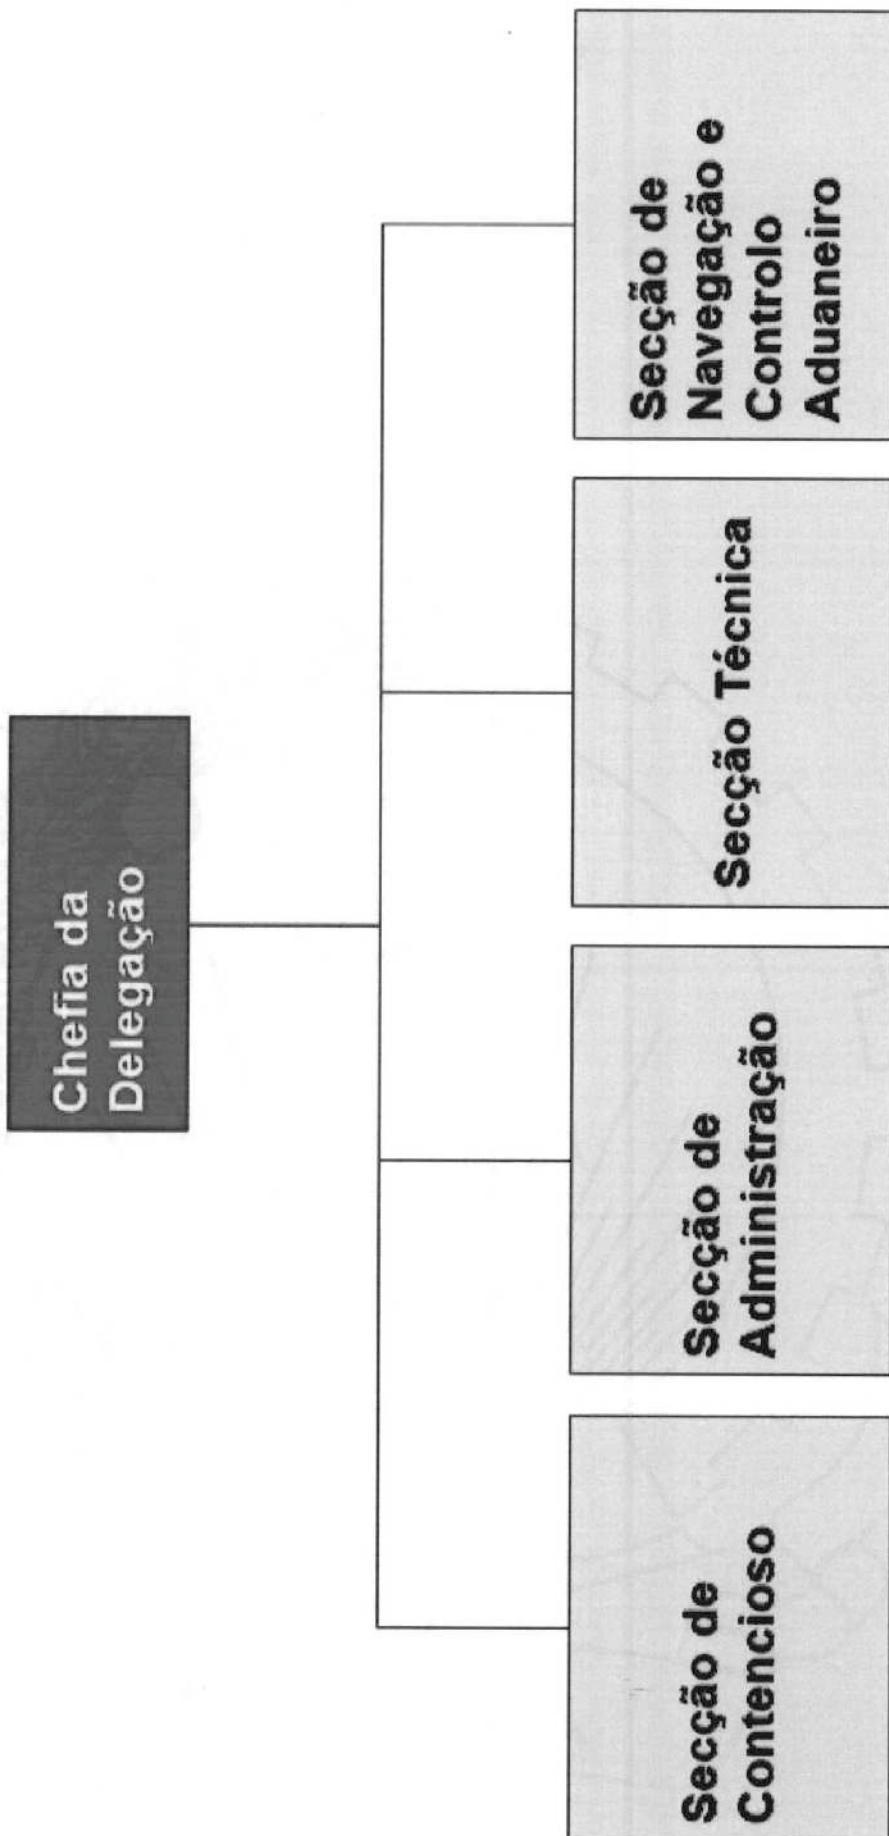 Chefia da
Delegação
Secção de
Contencioso
Secção de
Administração
Secção Técnica
Secção de
Navegação e
Controlo
Aduaneiro